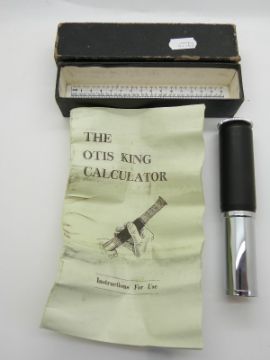 THE
OTIS KING
CALCULATOR
Instructions For Use